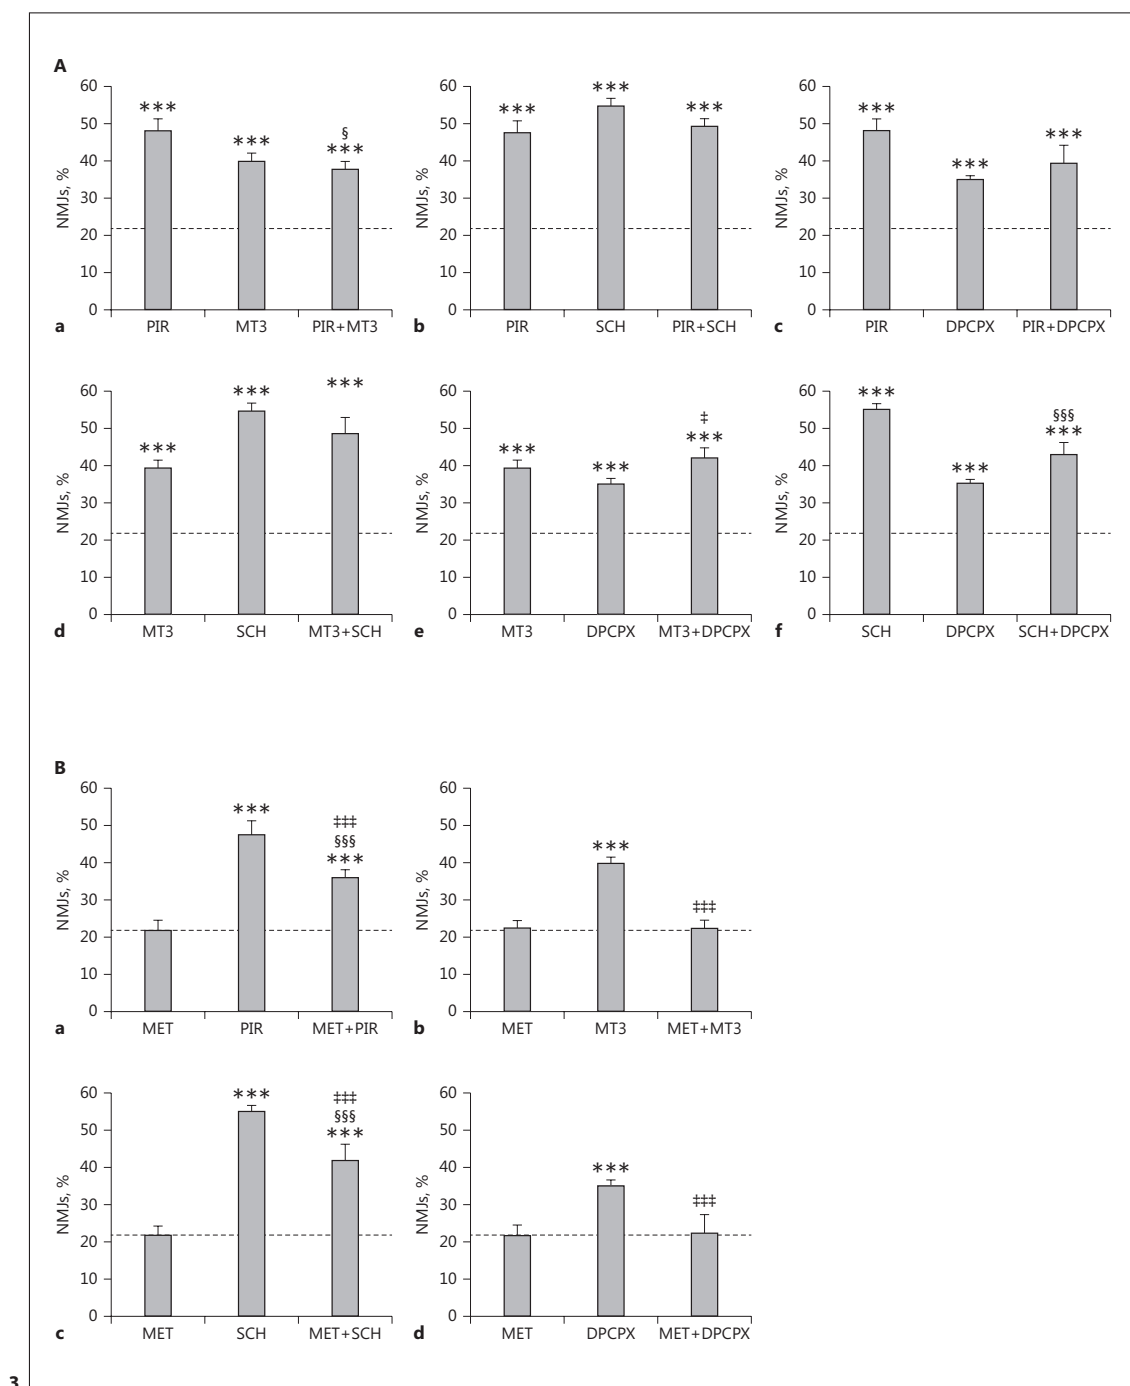 A
60
50
40
30
20
10
0
NMJs, %
***
***
§
***
a
PIR
MT3
PIR+MT3
60
50
40
30
20
10
0
NMJs, %
***
***
***
b
PIR
SCH
PIR+SCH
60
50
40
30
20
10
0
NMJs, %
***
***
***
c
PIR
DPCPX
PIR+DPCPX
60
50
40
30
20
10
0
NMJs, %
***
***
***
d
MT3
SCH
MT3+SCH
60
50
40
30
20
10
0
NMJs, %
***
***
‡
***
e
MT3
DPCPX
MT3+DPCPX
60
50
40
30
20
10
0
NMJs, %
***
***
§§§
***
f
SCH
DPCPX
SCH+DPCPX
B
60
50
40
30
20
10
0
NMJs, %
***
‡‡‡
§§§
***
a
MET
PIR
MET+PIR
60
50
40
30
20
10
0
NMJs, %
***
‡‡‡
b
MET
MT3
MET+MT3
60
50
40
30
20
10
0
NMJs, %
***
‡‡‡
§§§
***
c
MET
SCH
MET+SCH
60
50
40
30
20
10
0
NMJs, %
***
‡‡‡
d
MET
DPCPX
MET+DPCPX
3